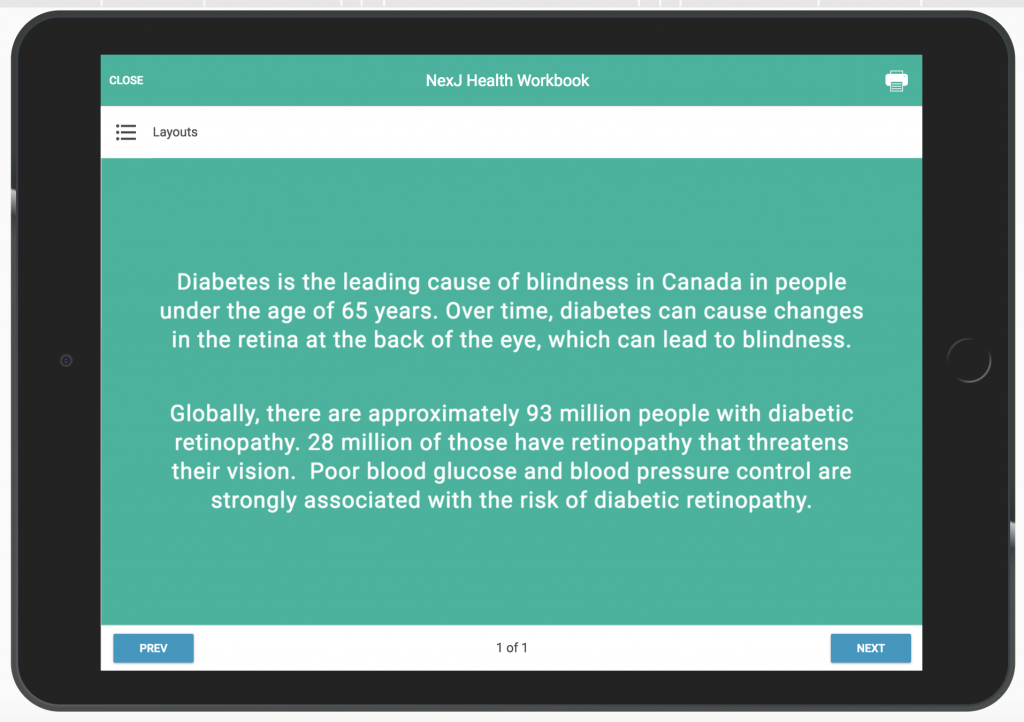 CLOSE
NexJ Health Workbook
Layouts
Diabetes is the leading cause of blindness in Canada in people
under the age of 65 years. Over time, diabetes can cause changes
in the retina at the back of the eye, which can lead to blindness.
Globally, there are approximately 93 million people with diabetic
retinopathy. 28 million of those have retinopathy that threatens
their vision.  Poor blood glucose and blood pressure control are
strongly associated with the risk of diabetic retinopathy.
PREV
1 of 1
NEXT